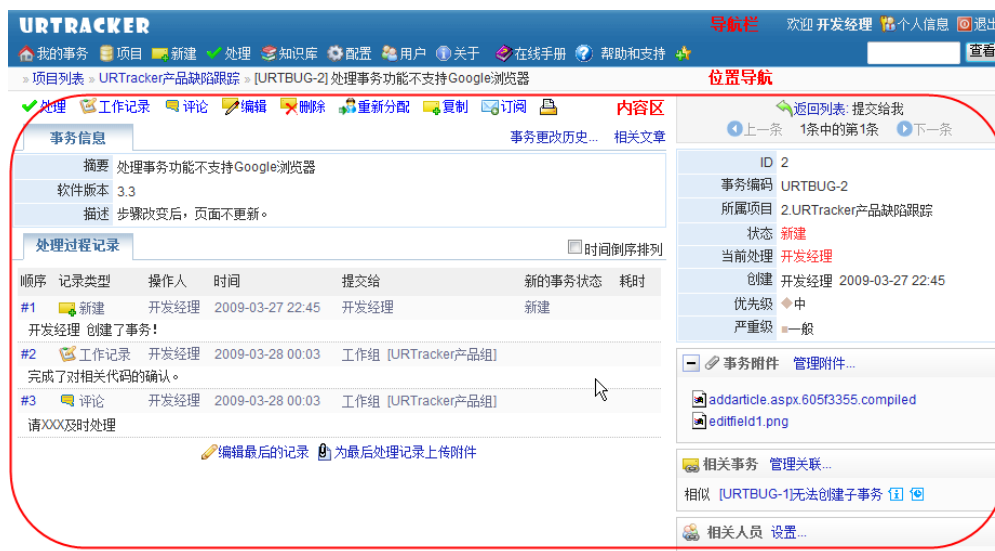 URTRACKER 导航栏 欢迎 开发经理 个人信息 退出
我的事务 项目 新建 处理 知识库 配置 用户 关于 在线手册 帮助和支持 查看
» 项目列表 » URTracker产品缺陷跟踪 » [URTBUG-2] 处理事务功能不支持Google浏览器 位置导航
处理 工作记录 评论 编辑 删除 重新分配 复制 订阅 内容区
事务信息 事务更改历史... 相关文章
摘要 处理事务功能不支持Google浏览器
软件版本 3.3
描述 步骤改变后，页面不更新。
处理过程记录 时间倒序排列
顺序 记录类型 操作人 时间 提交给 新的事务状态 耗时
#1 新建 开发经理 2009-03-27 22:45 开发经理 新建
开发经理 创建了事务!
#2 工作记录 开发经理 2009-03-28 00:03 工作组 [URTracker产品组]
完成了对相关代码的确认。
#3 评论 开发经理 2009-03-28 00:03 工作组 [URTracker产品组]
请XXX及时处理
编辑最后的记录 为最后处理记录上传附件
返回列表: 提交给我
上一条 1条中的第1条 下一条
ID 2
事务编码 URTBUG-2
所属项目 2.URTracker产品缺陷跟踪
状态 新建
当前处理 开发经理
创建 开发经理 2009-03-27 22:45
优先级 中
严重级 一般
事务附件 管理附件...
addarticle.aspx.605f3355.compiled
editfield1.png
相关事务 管理关联...
相似 [URTBUG-1]无法创建子事务
相关人员 设置...